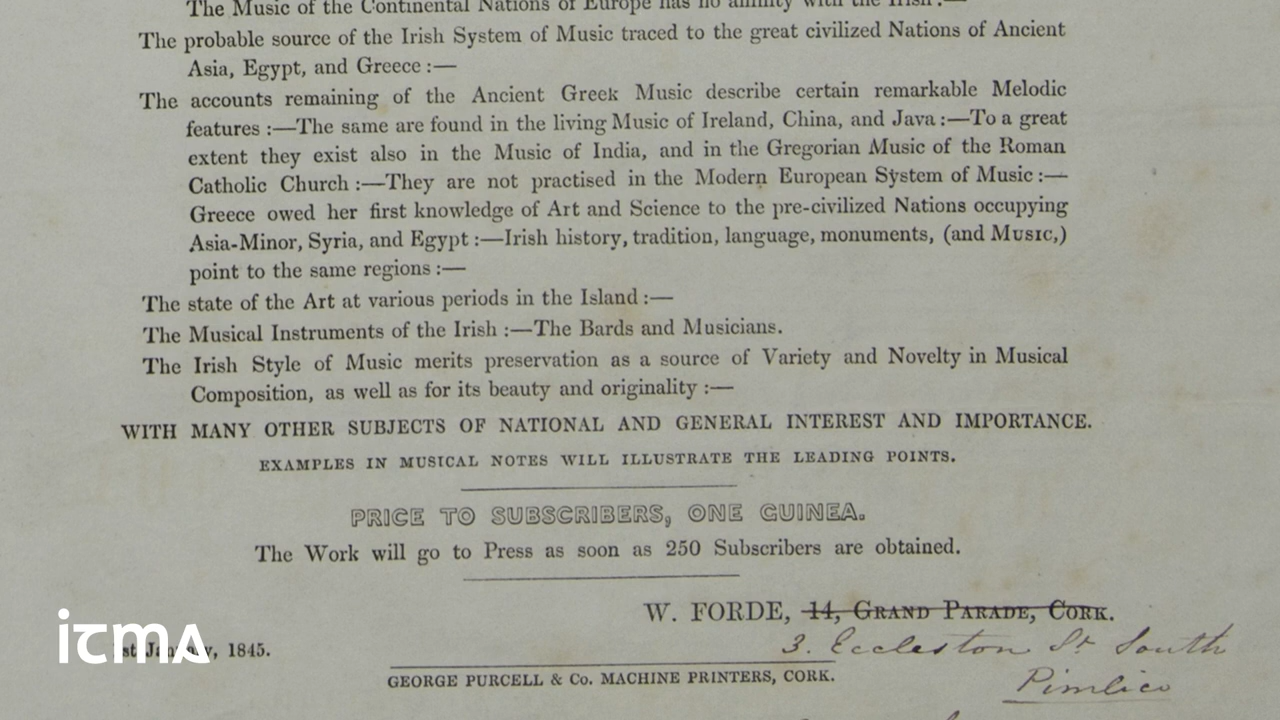 The Music of the Continental Nations of Europe has no affinity with the Irish :—
The probable source of the Irish System of Music traced to the great civilized Nations of Ancient
Asia, Egypt, and Greece :—
The accounts remaining of the Ancient Greek Music describe certain remarkable Melodic
features :—The same are found in the living Music of Ireland, China, and Java :—To a great
extent they exist also in the Music of India, and in the Gregorian Music of the Roman
Catholic Church :—They are not practised in the Modern European System of Music :—
Greece owed her first knowledge of Art and Science to the pre-civilized Nations occupying
Asia-Minor, Syria, and Egypt :—Irish history, tradition, language, monuments, (and Music,)
point to the same regions :—
The state of the Art at various periods in the Island :—
The Musical Instruments of the Irish :—The Bards and Musicians.
The Irish Style of Music merits preservation as a source of Variety and Novelty in Musical
Composition, as well as for its beauty and originality :—
WITH MANY OTHER SUBJECTS OF NATIONAL AND GENERAL INTEREST AND IMPORTANCE.
EXAMPLES IN MUSICAL NOTES WILL ILLUSTRATE THE LEADING POINTS.
PRICE TO SUBSCRIBERS, ONE GUINEA.
The Work will go to Press as soon as 250 Subscribers are obtained.
W. FORDE, 14, GRAND PARADE, CORK.
3. Eccleston St South
Pimlico
itma
1st January, 1845.
GEORGE PURCELL & Co. MACHINE PRINTERS, CORK.